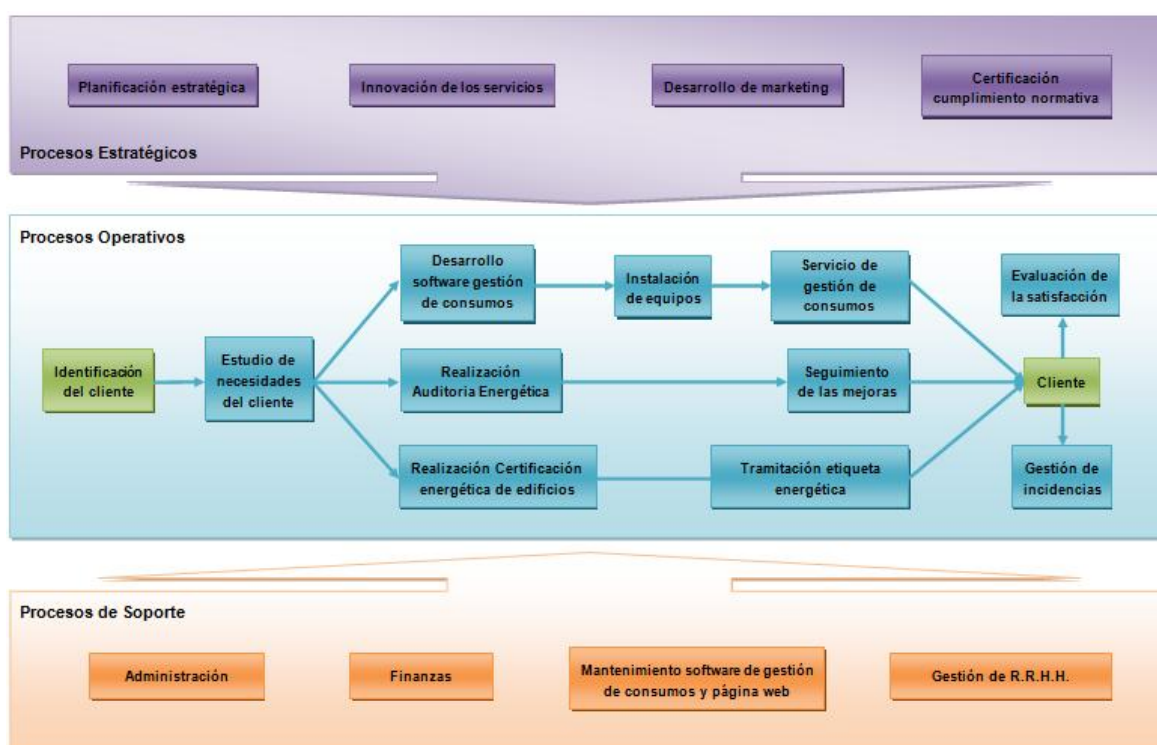 Planificación estratégica
Innovación de los servicios
Desarrollo de marketing
Certificación
cumplimiento normativa
Procesos Estratégicos
Procesos Operativos
Identificación
del cliente
Estudio de
necesidades
del cliente
Desarrollo
software gestión
de consumos
Instalación
de equipos
Servicio de
gestión de
consumos
Realización
Auditoria Energética
Seguimiento
de las mejoras
Realización Certificación
energética de edificios
Tramitación etiqueta
energética
Evaluación de
la satisfacción
Cliente
Gestión de
incidencias
Procesos de Soporte
Administración
Finanzas
Mantenimiento software de gestión
de consumos y página web
Gestión de R.R.H.H.